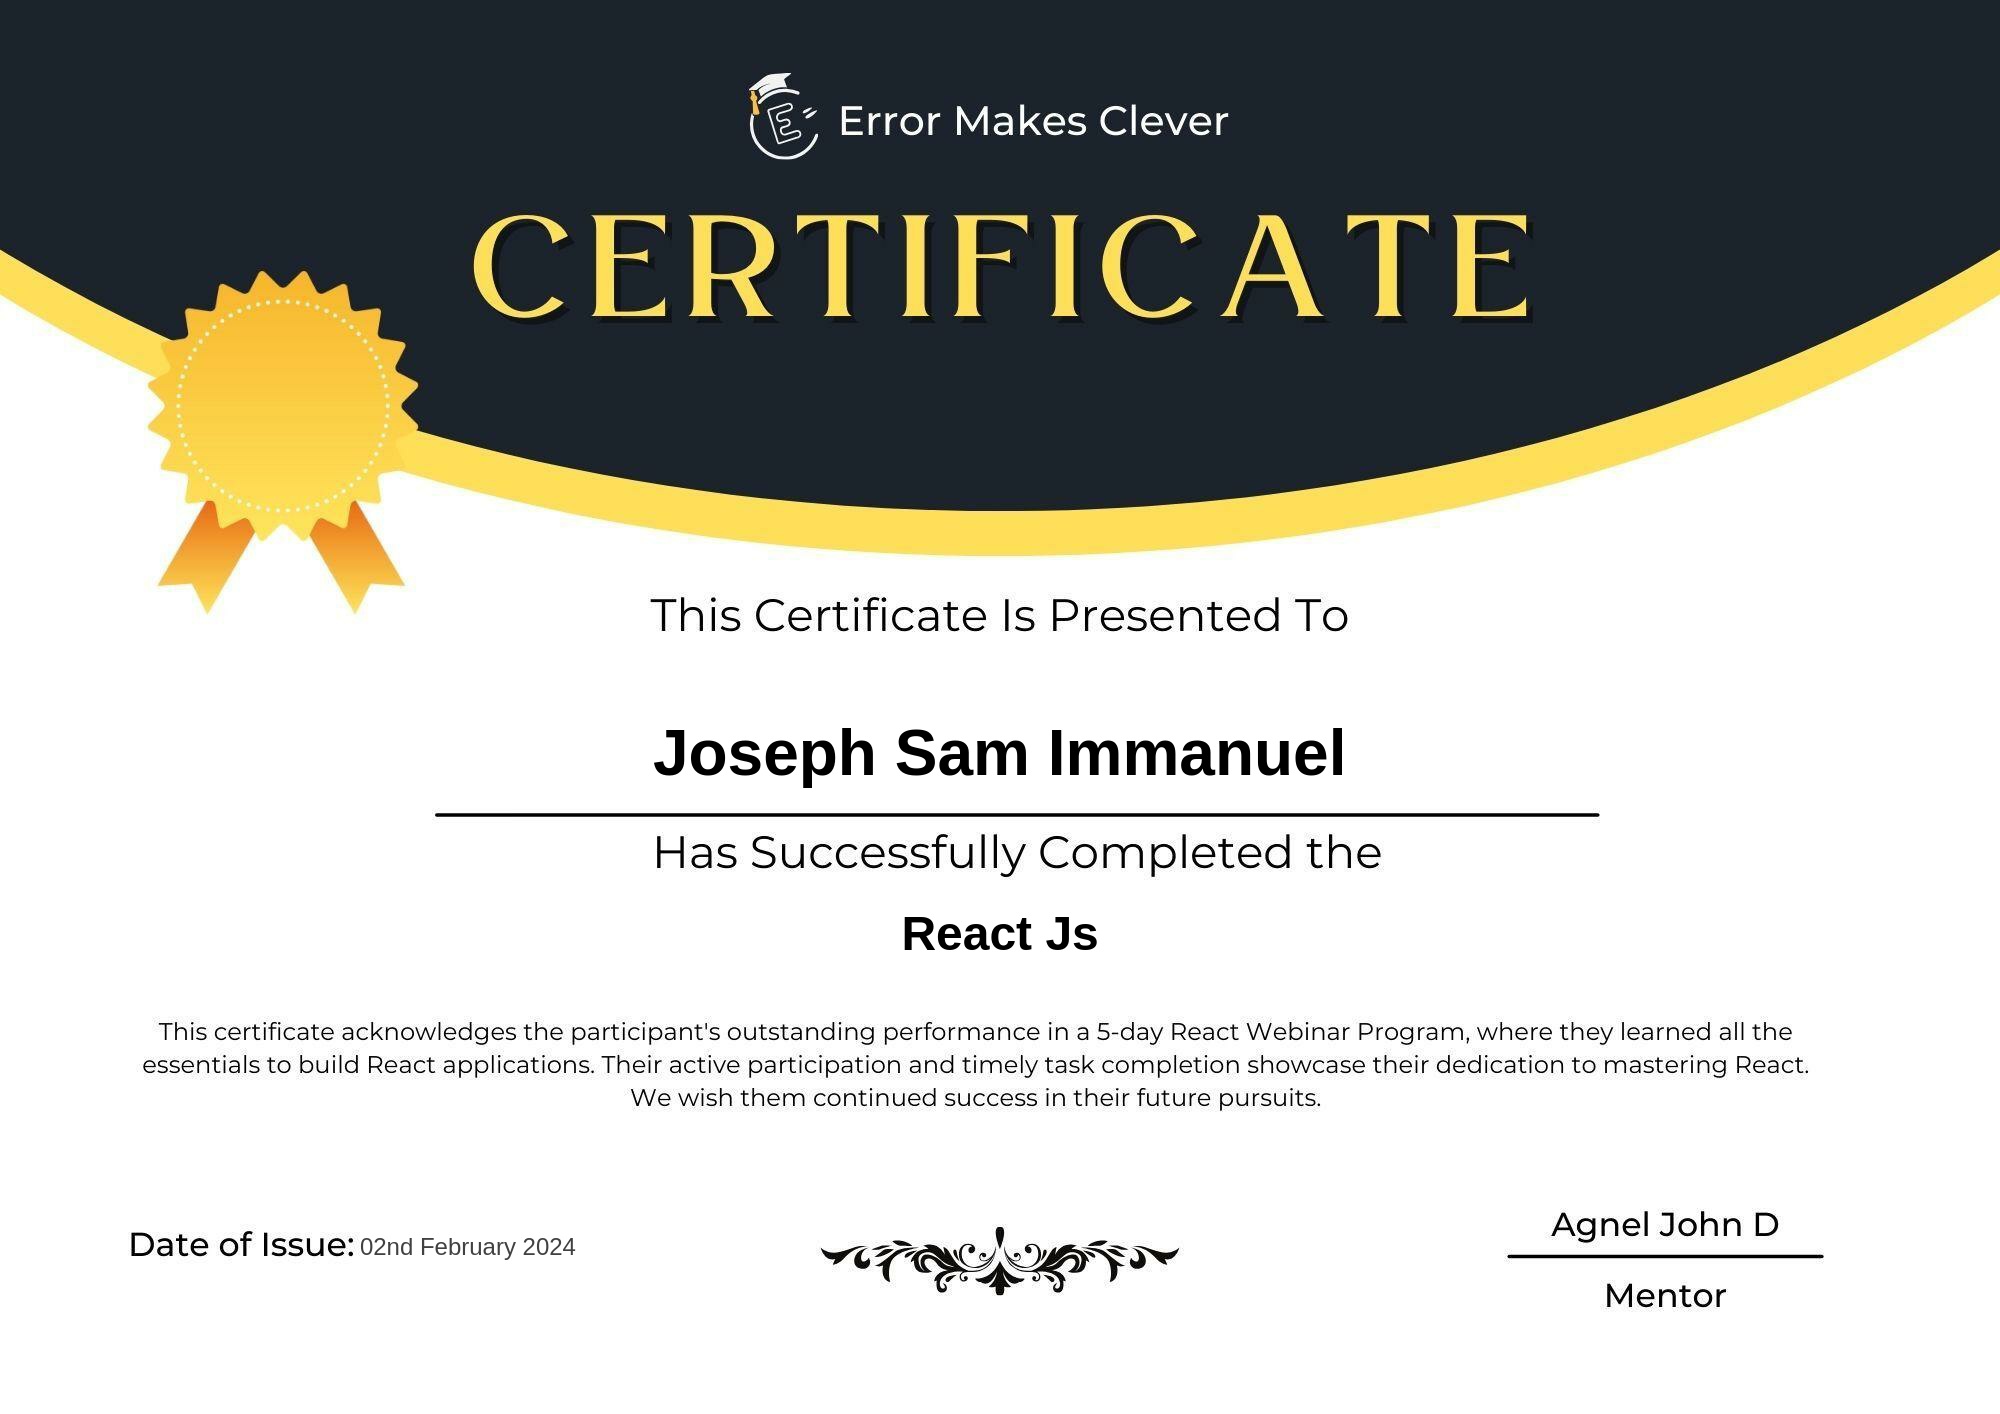 Error Makes Clever
CERTIFICATE
This Certificate Is Presented To
Joseph Sam Immanuel
Has Successfully Completed the
React Js
This certificate acknowledges the participant's outstanding performance in a 5-day React Webinar Program, where they learned all the
essentials to build React applications. Their active participation and timely task completion showcase their dedication to mastering React.
We wish them continued success in their future pursuits.
Date of Issue: 02nd February 2024
Agnel John D
Mentor